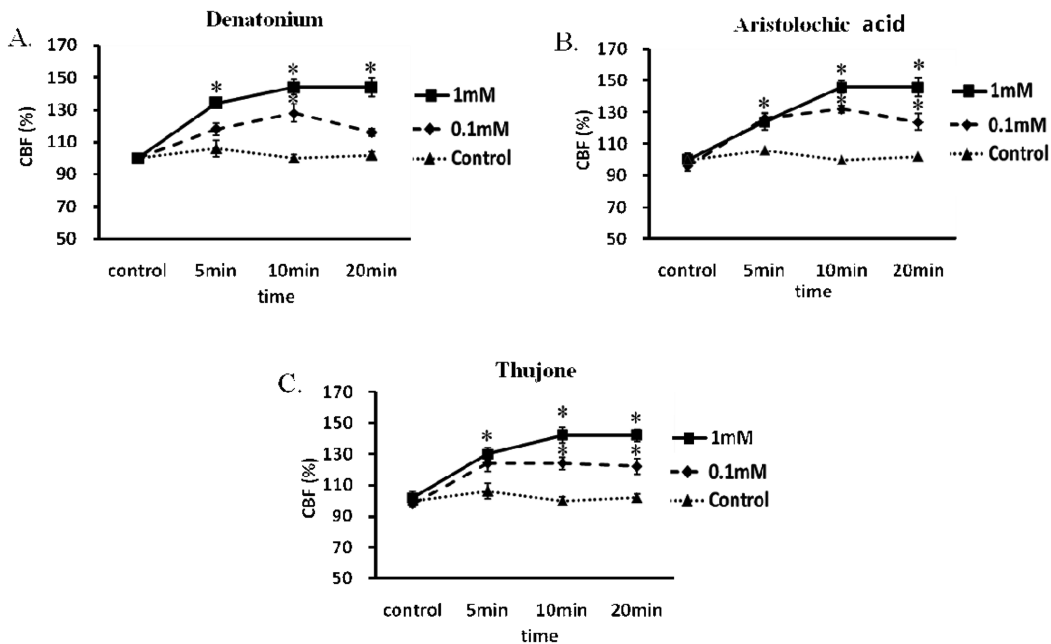 A.
Denatonium
170
150
130
110
90
70
50
CBF (%)
* * *
*
1mM
0.1mM
Control
control 5min 10min 20min
time
B.
Aristolochic acid
170
150
130
110
90
70
50
CBF (%)
* * *
* *
1mM
0.1mM
Control
control 5min 10min 20min
time
C.
Thujone
170
150
130
110
90
70
50
CBF (%)
* * *
* *
1mM
0.1mM
Control
control 5min 10min 20min
time